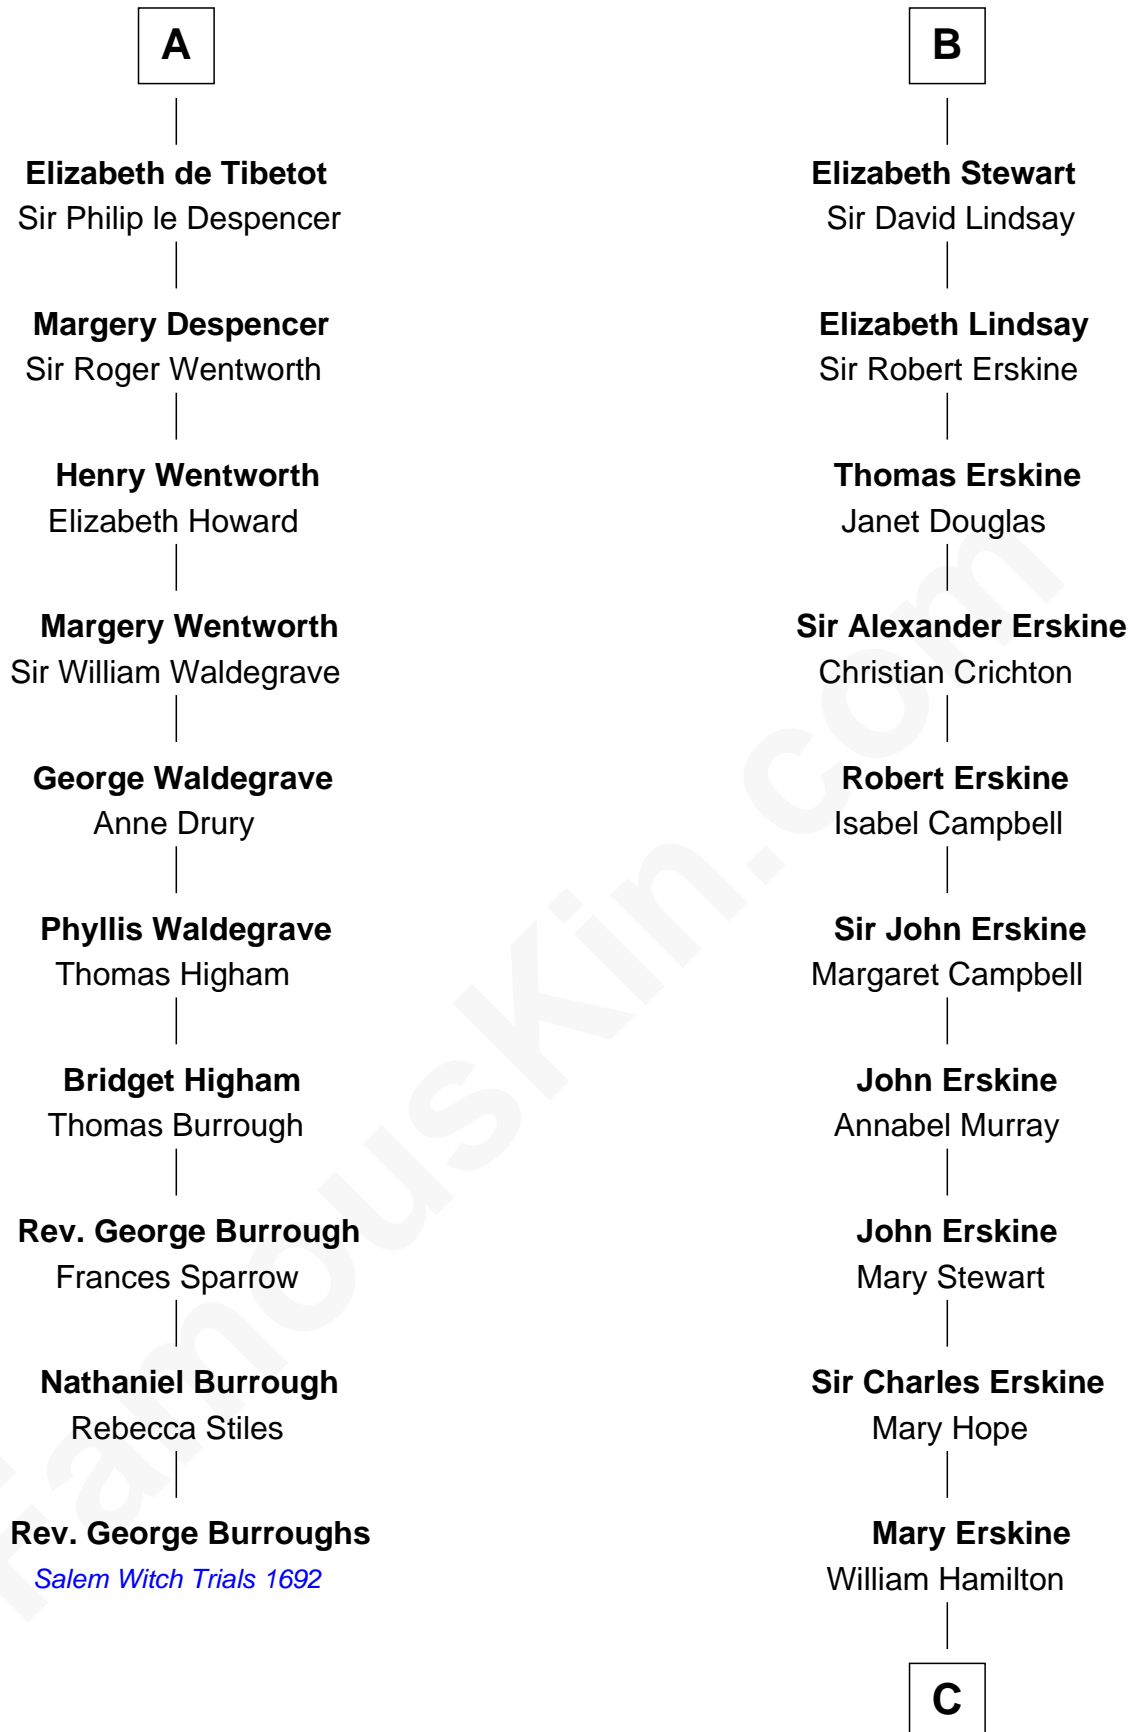 A
Elizabeth de Tibetot
Sir Philip le Despencer
Margery Despencer
Sir Roger Wentworth
Henry Wentworth
Elizabeth Howard
Margery Wentworth
Sir William Waldegrave
George Waldegrave
Anne Drury
Phyllis Waldegrave
Thomas Higham
Bridget Higham
Thomas Burrough
Rev. George Burrough
Frances Sparrow
Nathaniel Burrough
Rebecca Stiles
Rev. George Burroughs
Salem Witch Trials 1692
B
Elizabeth Stewart
Sir David Lindsay
Elizabeth Lindsay
Sir Robert Erskine
Thomas Erskine
Janet Douglas
Sir Alexander Erskine
Christian Crichton
Robert Erskine
Isabel Campbell
Sir John Erskine
Margaret Campbell
John Erskine
Annabel Murray
John Erskine
Mary Stewart
Sir Charles Erskine
Mary Hope
Mary Erskine
William Hamilton
C
FamousKin.com